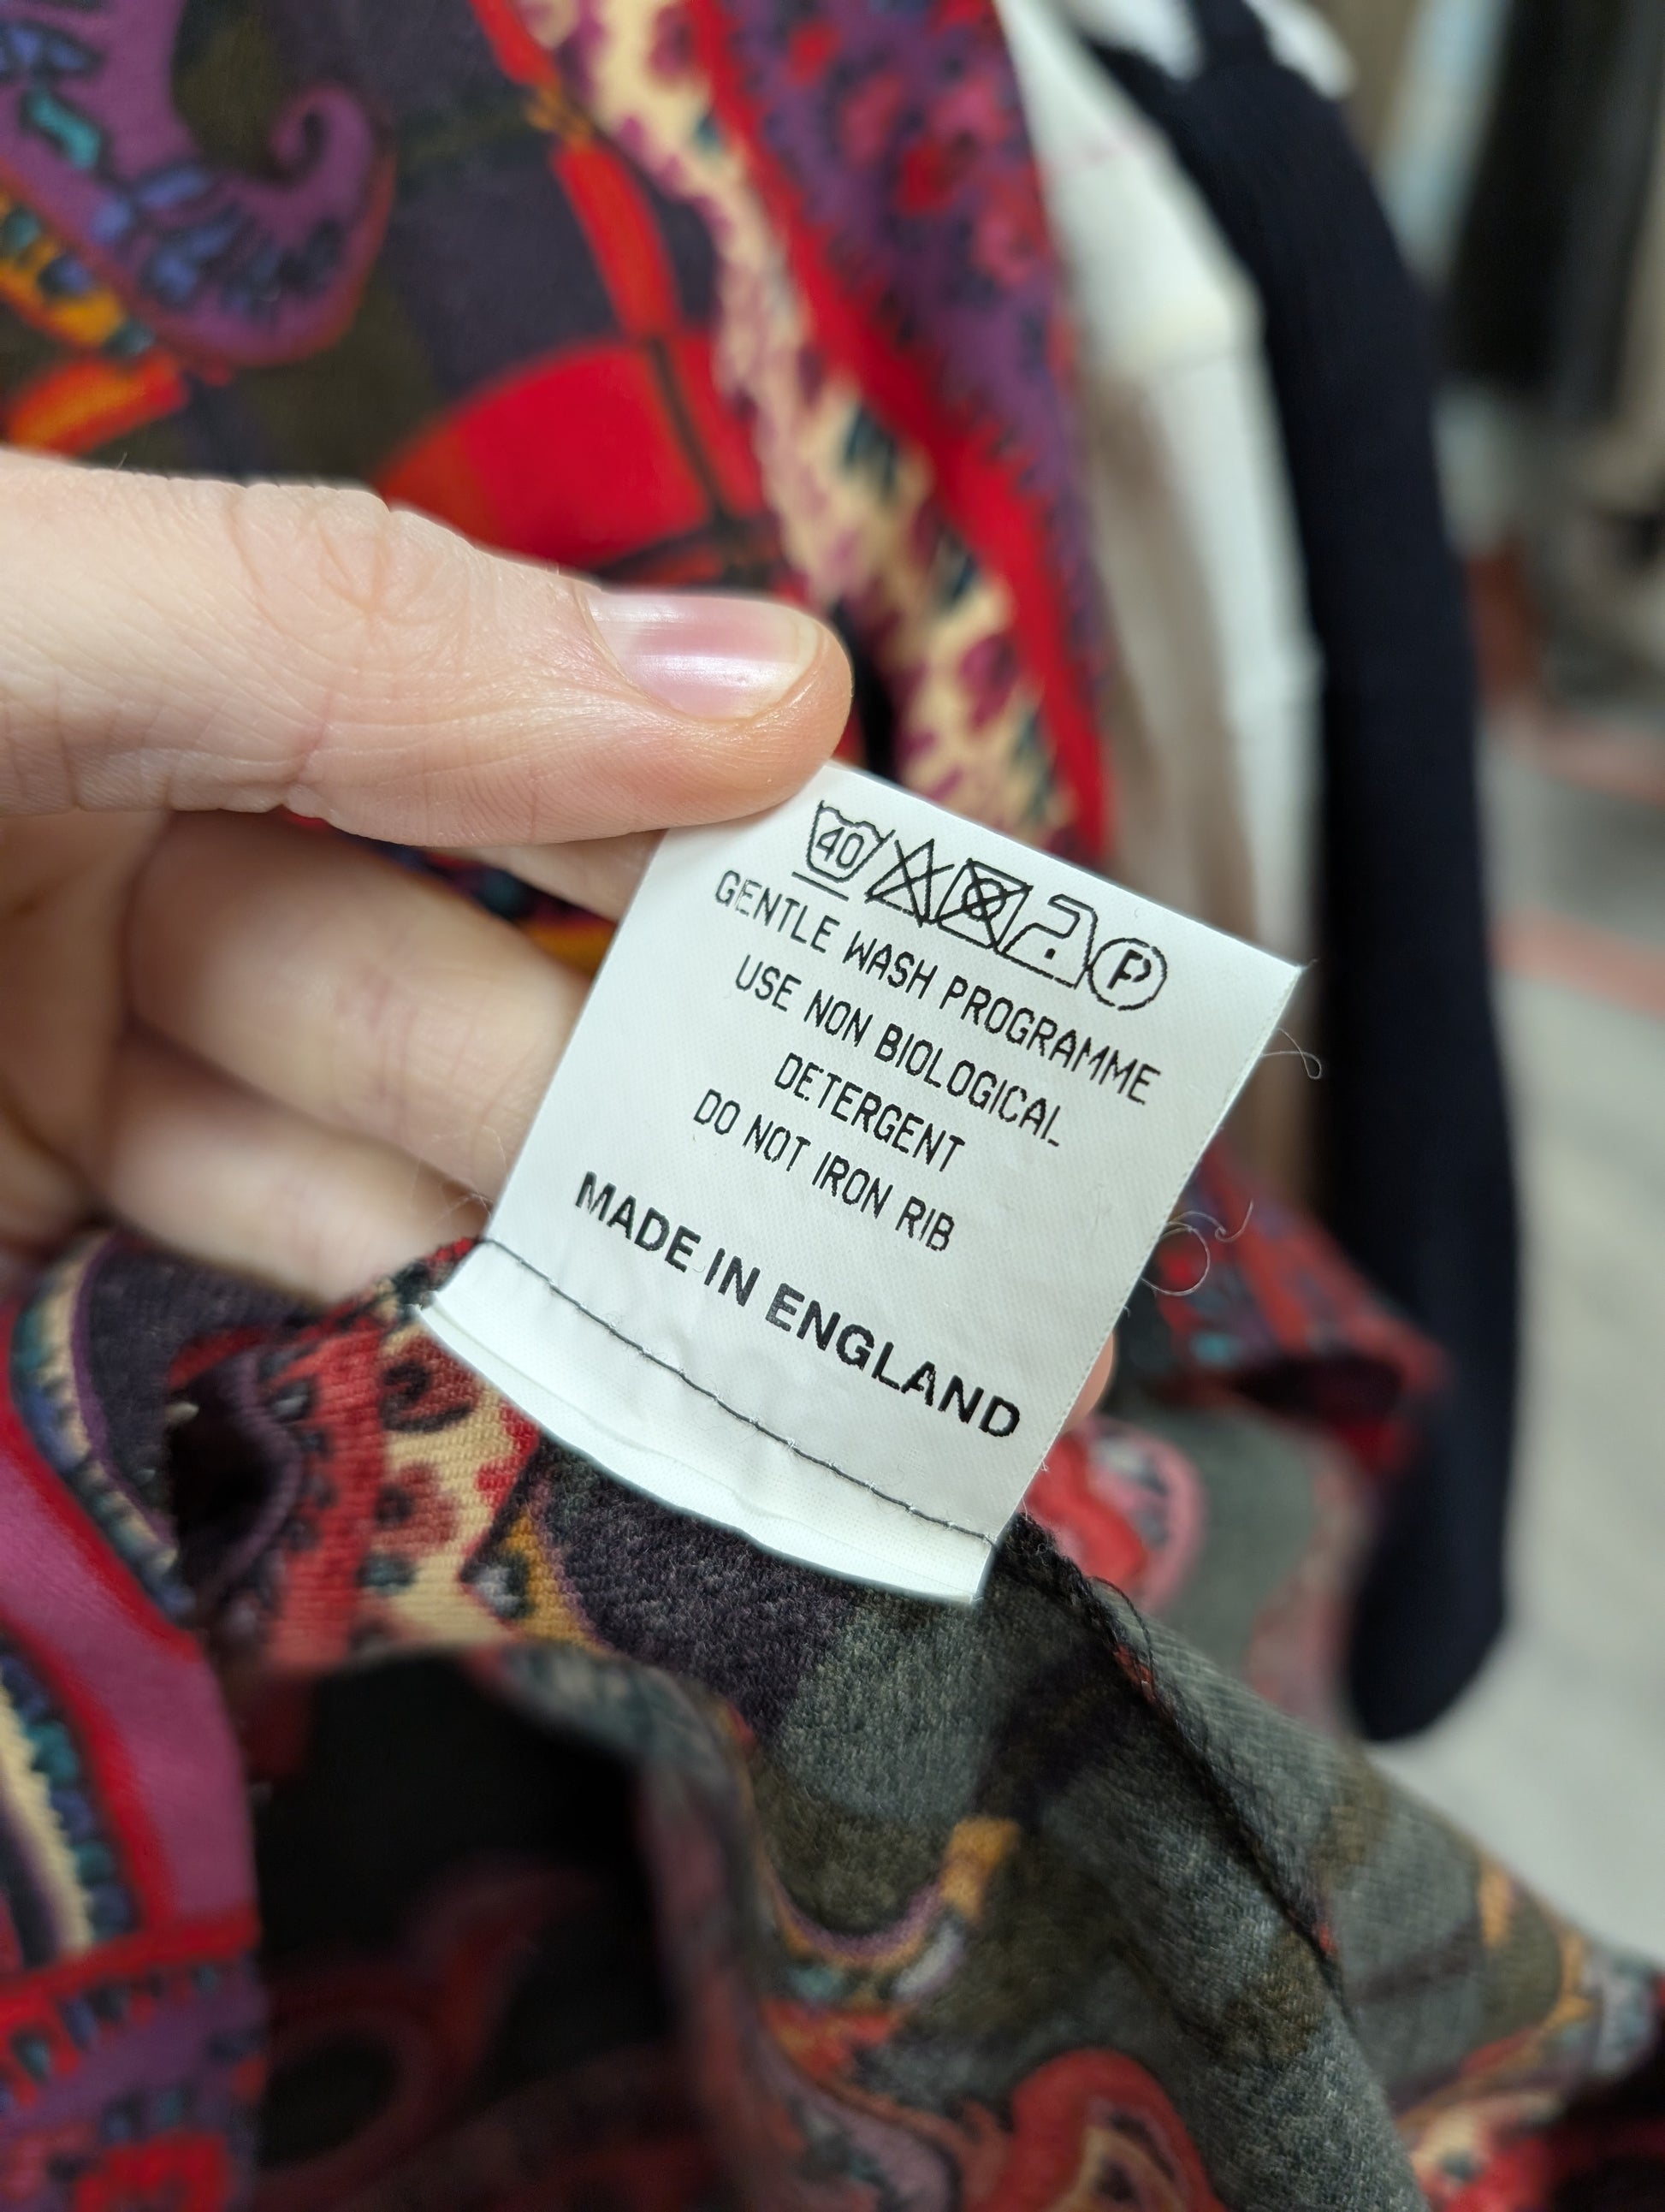 40 P
GENTLE WASH PROGRAMME
USE NON BIOLOGICAL
DETERGENT
DO NOT IRON RIB
MADE IN ENGLAND